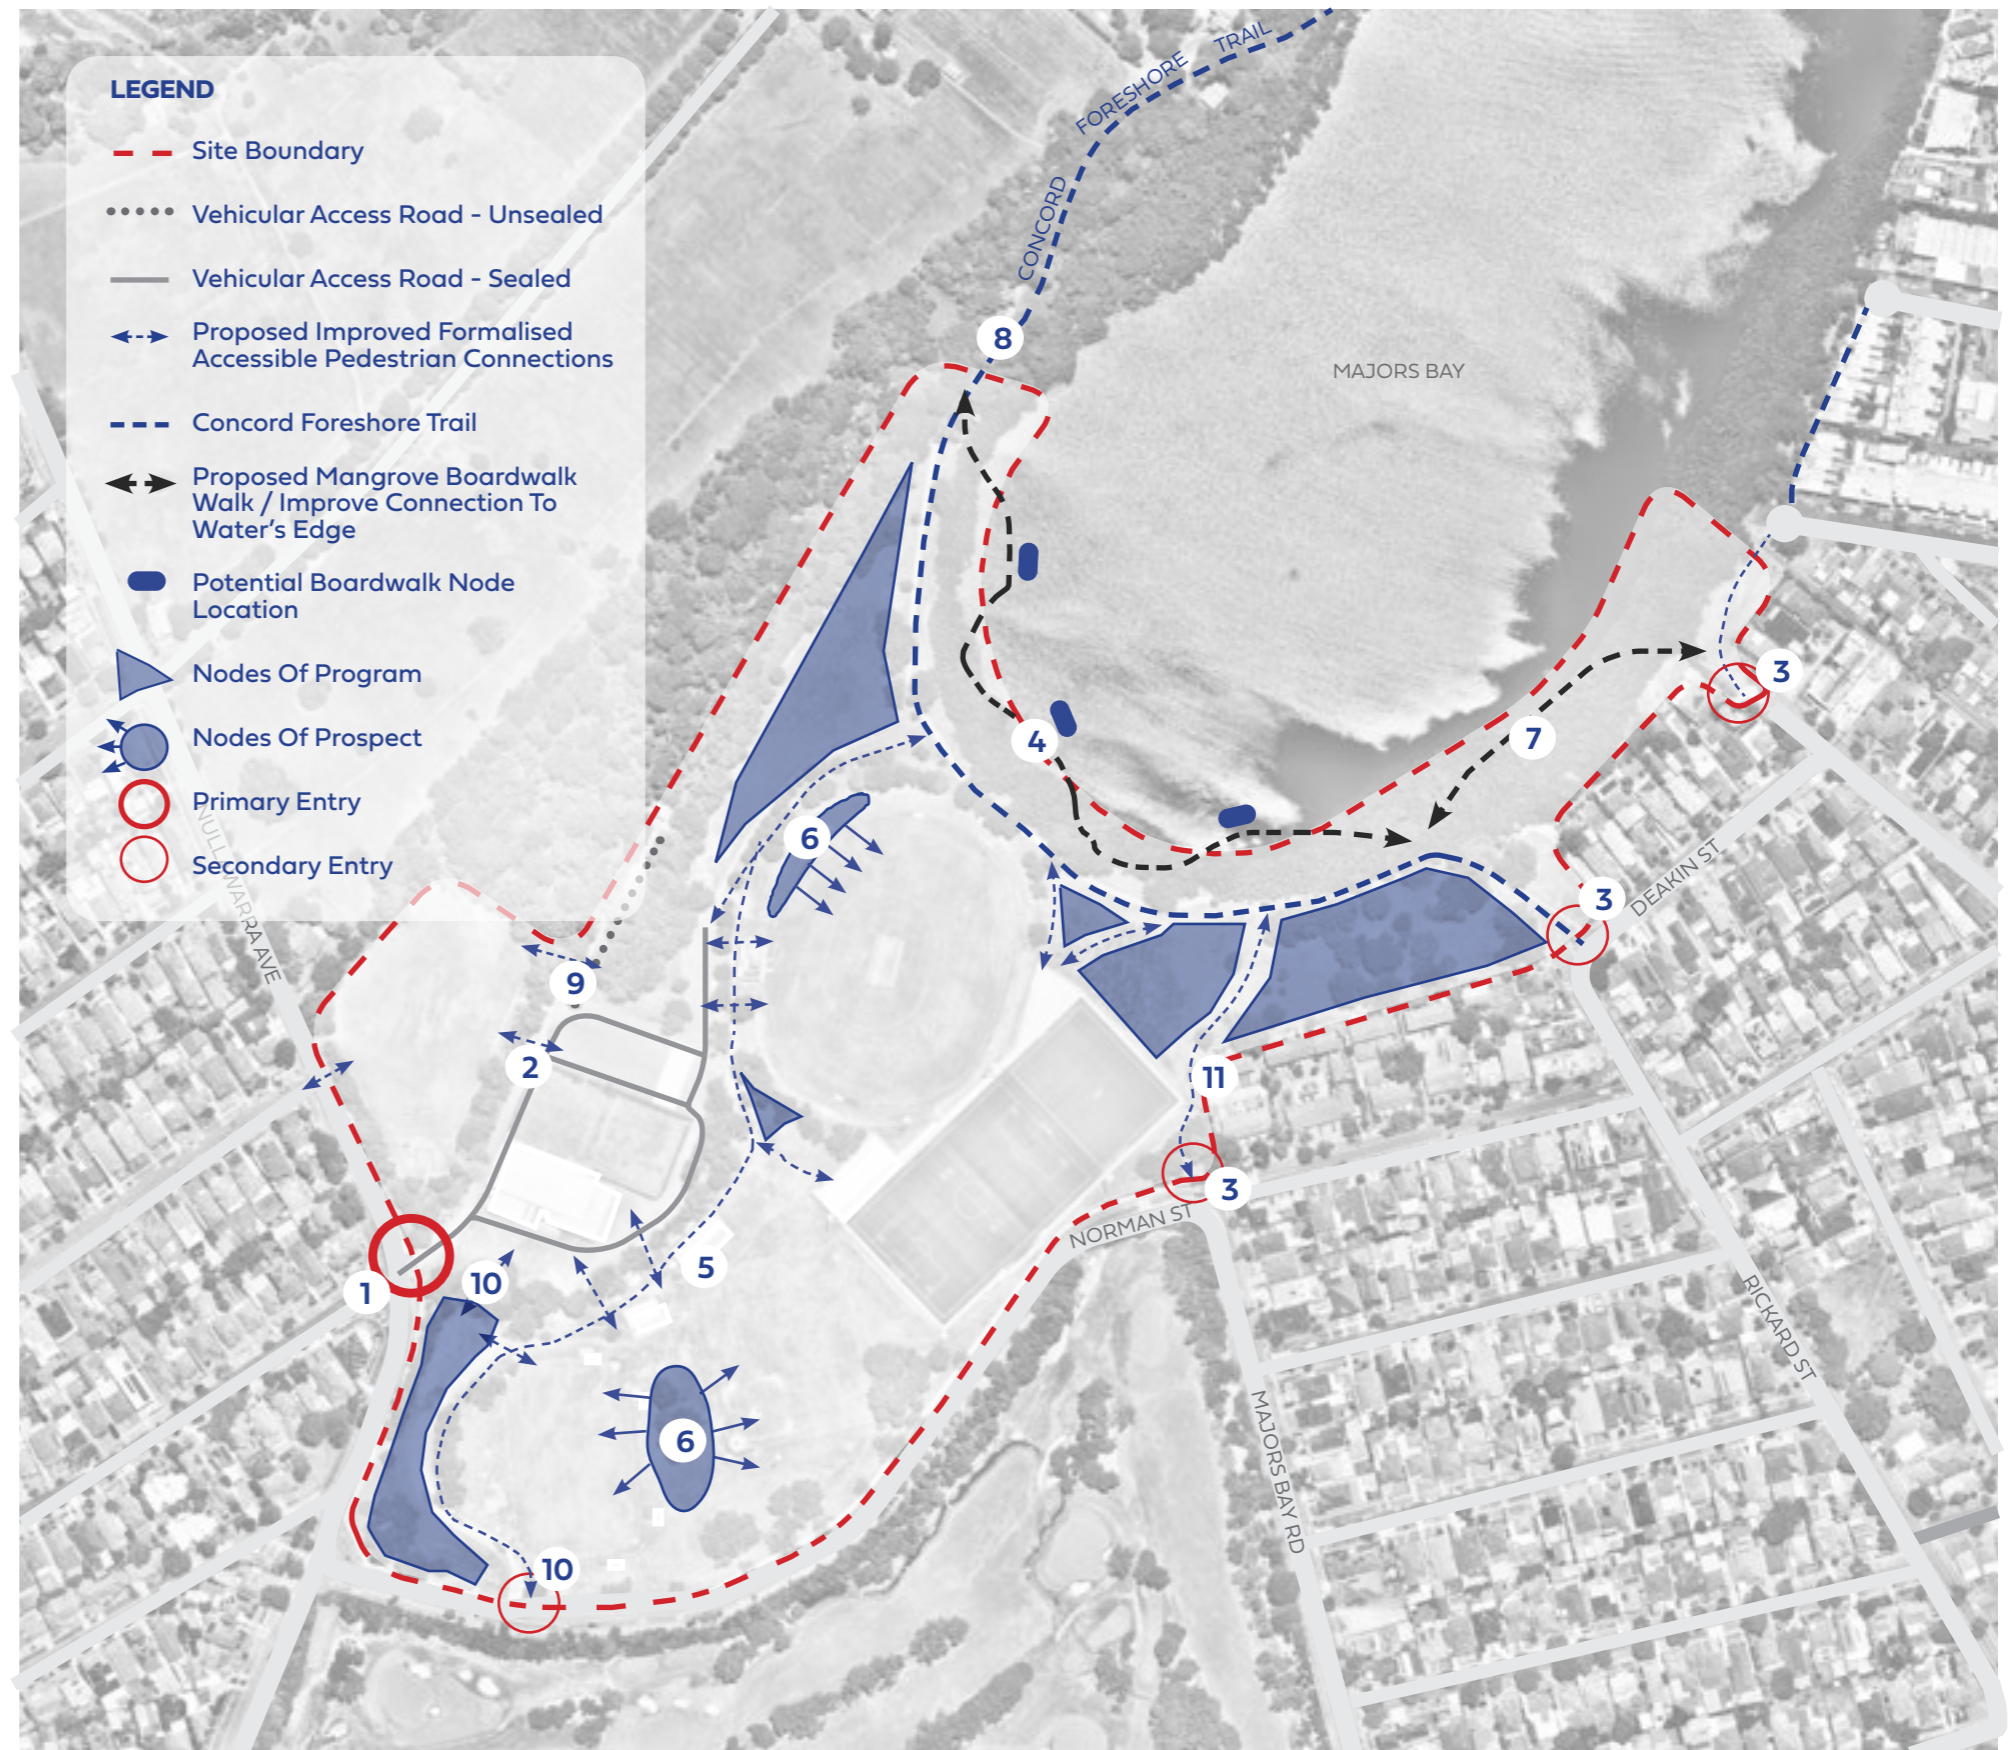 LEGEND
Site Boundary
Vehicular Access Road - Unsealed
Vehicular Access Road - Sealed
Proposed Improved Formalised
Accessible Pedestrian Connections
Concord Foreshore Trail
Proposed Mangrove Boardwalk
Walk / Improve Connection To
Water's Edge
Potential Boardwalk Node
Location
Nodes Of Program
Nodes Of Prospect
Primary Entry
Secondary Entry
CONCORD FORESHORE TRAIL
8
MAJORS BAY
3
4
7
6
3
DEAKIN ST
NULLAWARRA AVE
9
2
11
3
NORMAN ST
5
10
1
RICKARD ST
6
MAJORS BAY RD
10